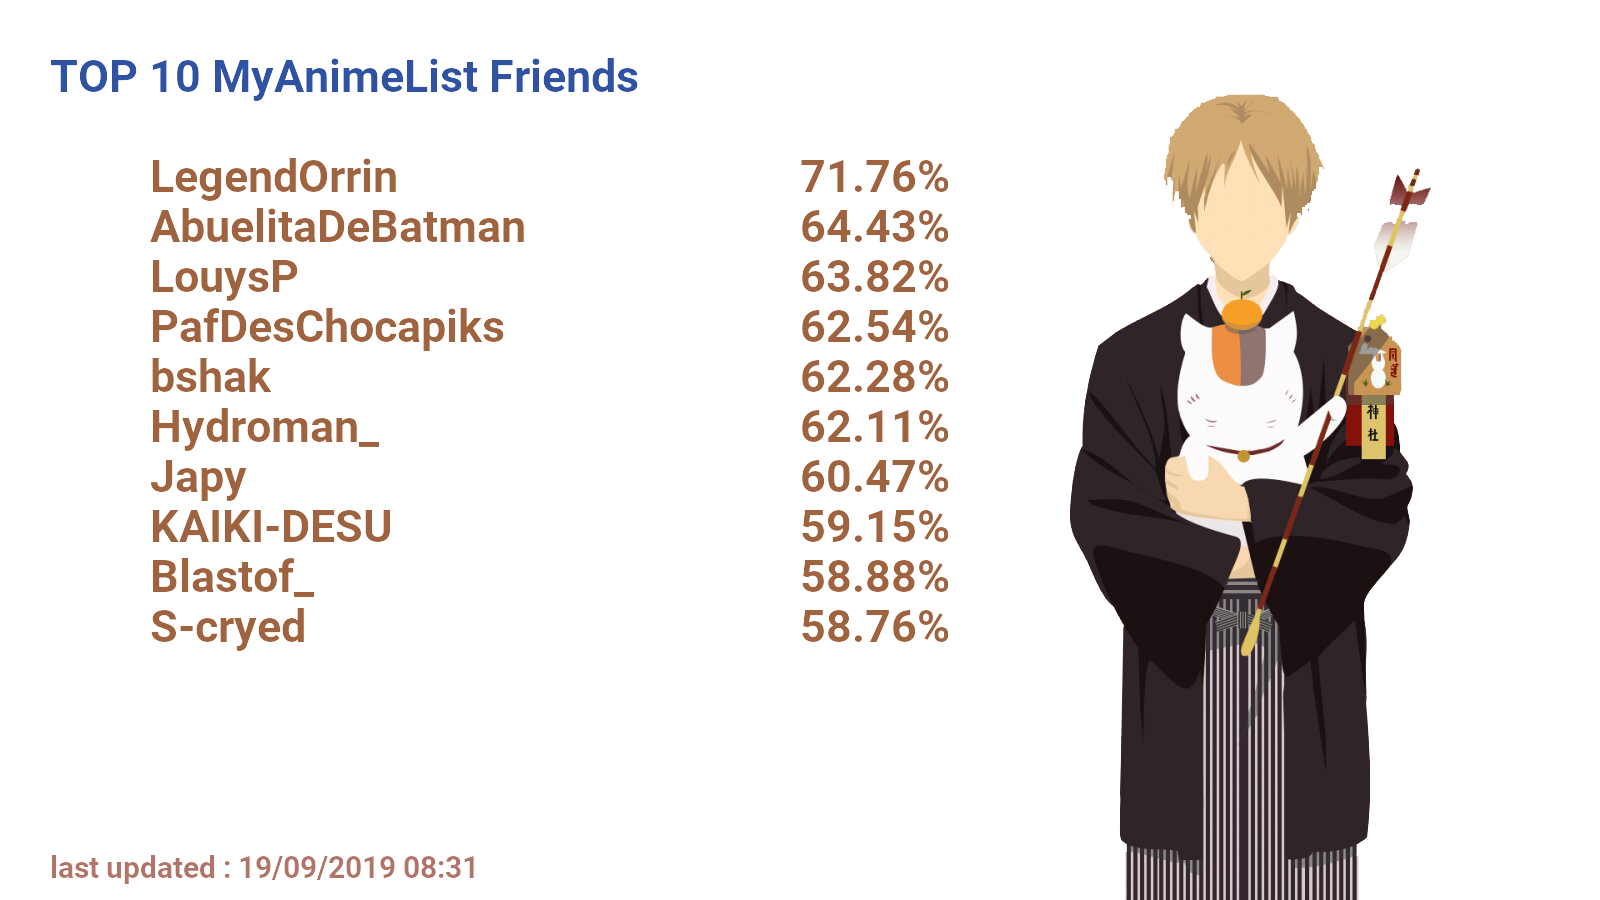 TOP 10 MyAnimeList Friends
LegendOrrin 71.76%
AbuelitaDeBatman 64.43%
LouysP 63.82%
PafDesChocapiks 62.54%
bshak 62.28%
Hydroman_ 62.11%
Japy 60.47%
KAIKI-DESU 59.15%
Blastof_ 58.88%
S-cryed 58.76%
神
社
last updated : 19/09/2019 08:31